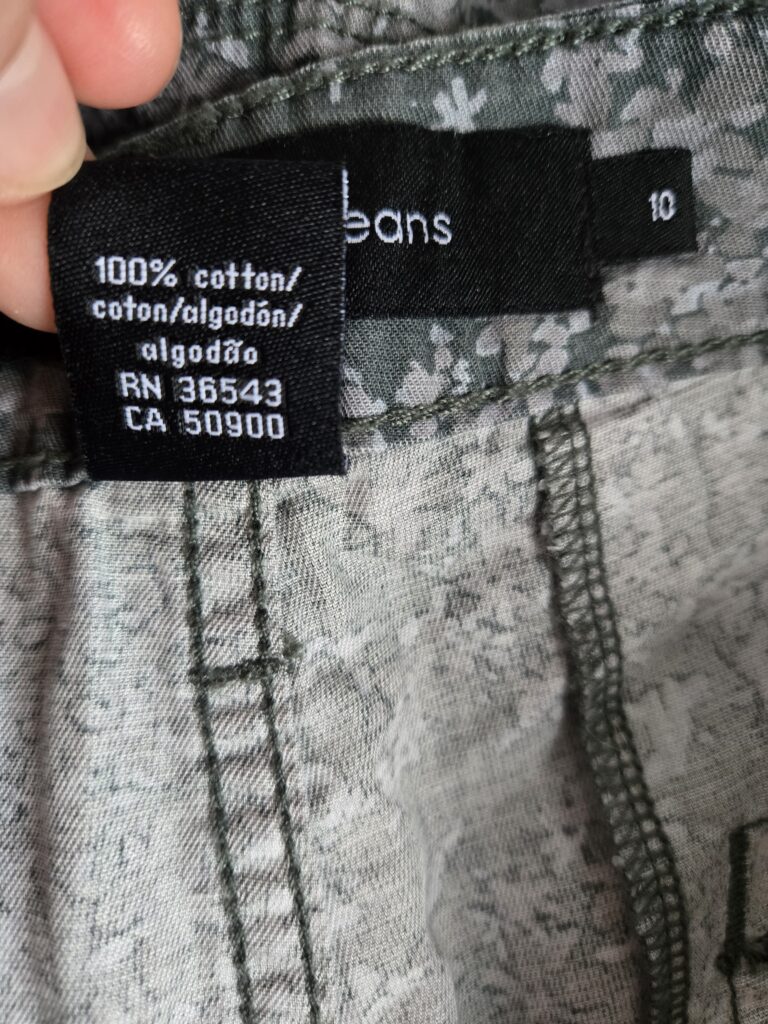 eans
10
100% cotton/
coton/algodón/
algodão
RN 36543
CA 50900